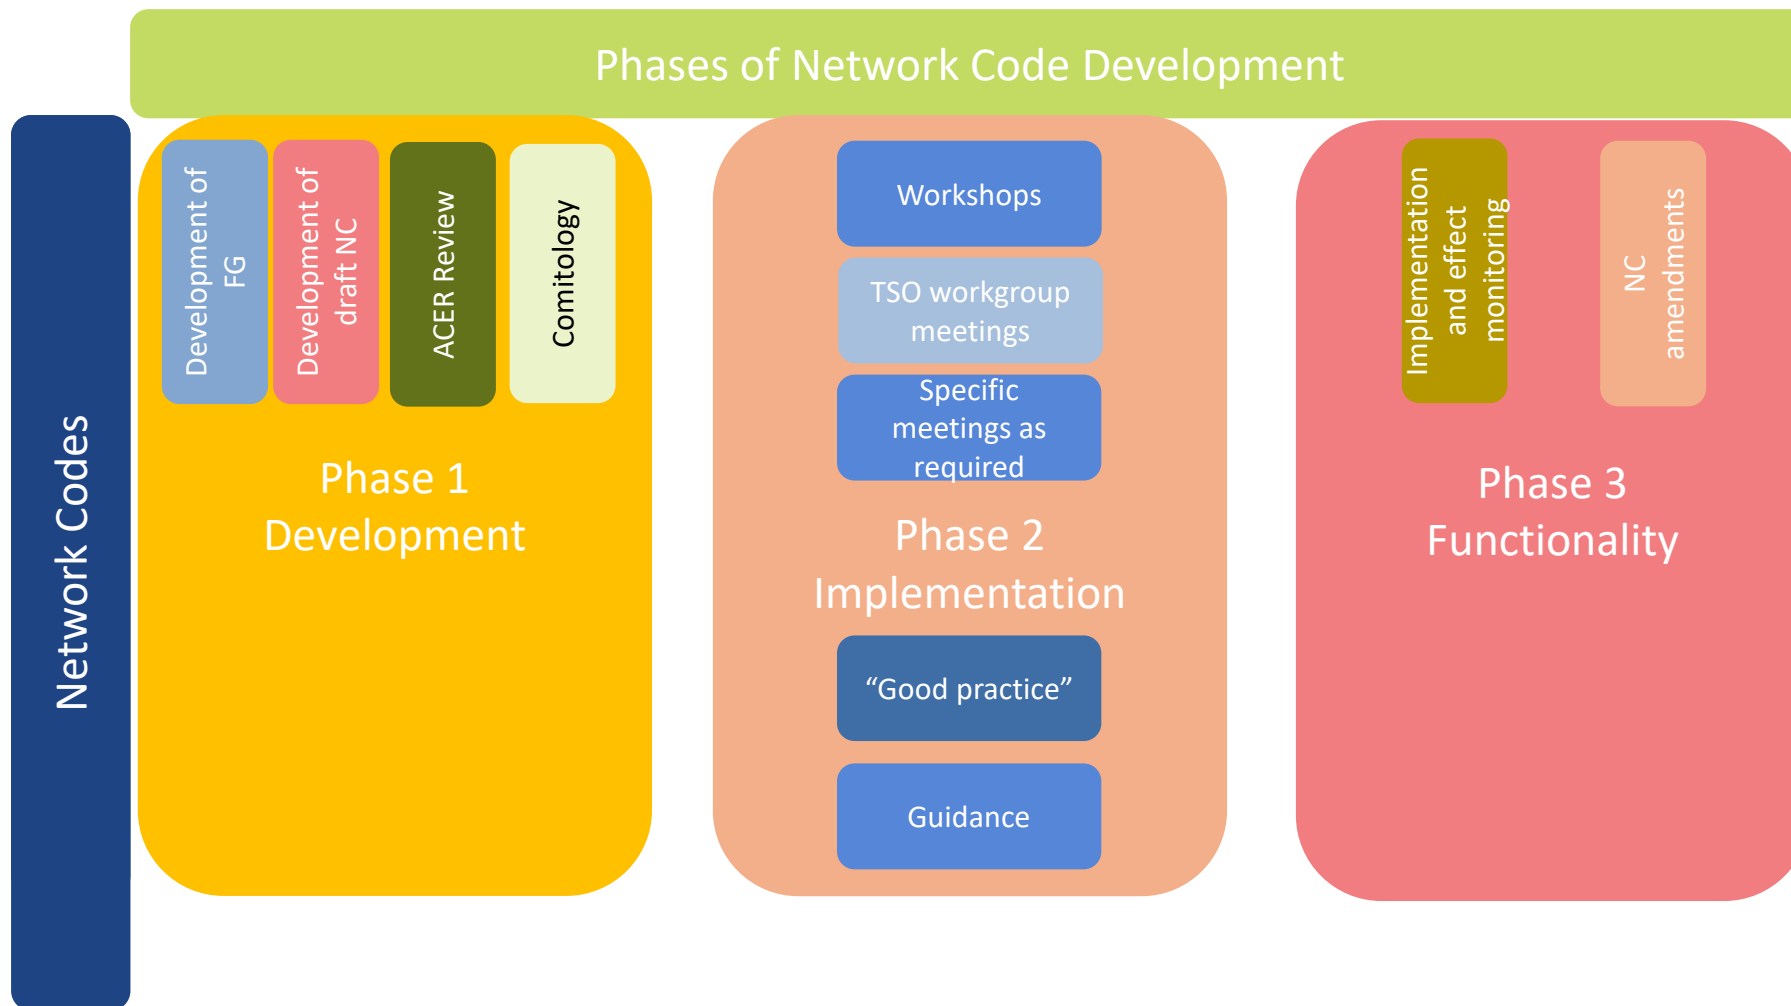 Phases of Network Code Development
Network Codes
Development of
FG
Development of
draft NC
ACER Review
Comitology
Phase 1
Development
Workshops
TSO workgroup
meetings
Specific
meetings as
required
Phase 2
Implementation
“Good practice”
Guidance
Implementation
and effect
monitoring
NC
amendments
Phase 3
Functionality